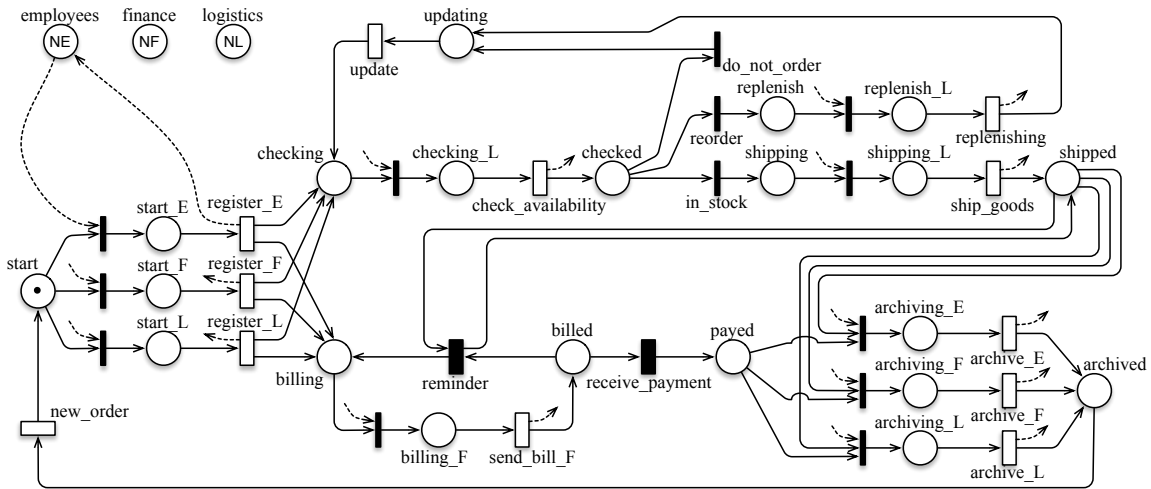 employees
finance
logistics
NE
NF
NL
updating
update
do_not_order
replenish
replenish_L
reorder
replenishing
checking
checking_L
checked
shipping
shipping_L
shipped
check_availability
in_stock
ship_goods
start_E
register_E
start
start_F
register_F
start_L
register_L
billing
reminder
billed
receive_payment
payed
archiving_E
archive_E
archiving_F
archived
archive_F
archiving_L
archive_L
new_order
billing_F
send_bill_F